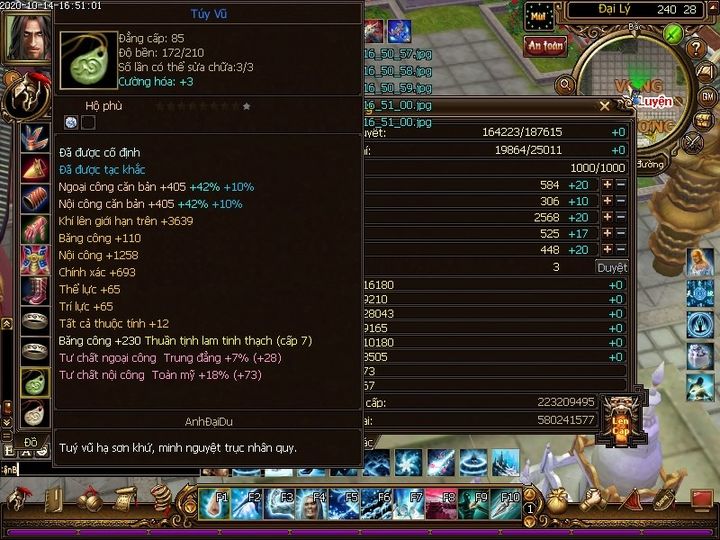 2020-10-14-16:51:01
Túy Vũ
Đẳng cấp: 85
Độ bền: 172/210
Số lần có thể sửa chữa:3/3
Cường hóa: +3
Hộ phù
Đã được cố định
Đã được tạc khắc
Ngoại công căn bản +405 +42% +10%
Nội công căn bản +405 +42% +10%
Khí lên giới hạn trên +3639
Băng công +110
Nội công +1258
Chính xác +693
Thể lực +65
Trí lực +65
Tất cả thuộc tính +12
Băng công +230 Thuần tịnh lam tinh thạch (cấp 7)
Tư chất ngoại công Trung đẳng +7% (+28)
Tư chất nội công Toàn mỹ +18% (+73)
AnhĐạiDu
Tuý vũ hạ sơn khứ, minh nguyệt trục nhân quy.
Đồ
16_50_57.jpg
16_50_58.jpg
16_50_59.jpg
16_51_00.jpg
16_51_00.jpg
164223/187615 +0
19864/25011 +0
1000/1000
584 +20
306 +10
2568 +20
525 +17
448 +20
3 Duyệt
16180 +0
9210 +0
28043 +0
9165 +0
10180 +0
8505 +0
73
67
cấp: 223209495
580241577
Lên
Cấp
Mùi
An toàn
Đại Lý 240 28
Bắc
Luyện
đường
F1 F2 F3 F4 F5 F6 F7 F8 F9 F10
1